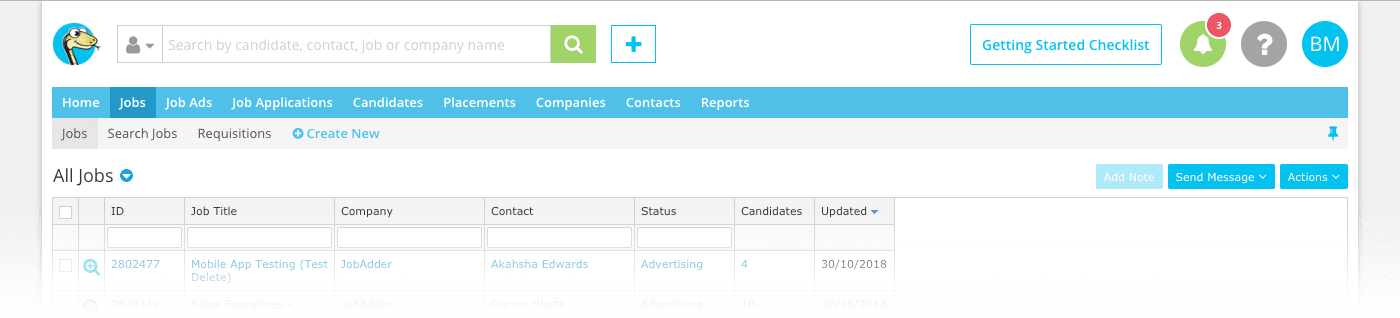 Search by candidate, contact, job or company name
Getting Started Checklist
3
?
BM
Home Jobs Job Ads Job Applications Candidates Placements Companies Contacts Reports
Jobs Search Jobs Requisitions Create New
All Jobs
Add Note Send Message Actions
ID Job Title Company Contact Status Candidates Updated
2802477 Mobile App Testing (Test JobAdder Akahsha Edwards Advertising 4 30/10/2018
Delete)
2839112 Sales Executives - JobAdder Darren Watts Advertising 10 30/10/2018